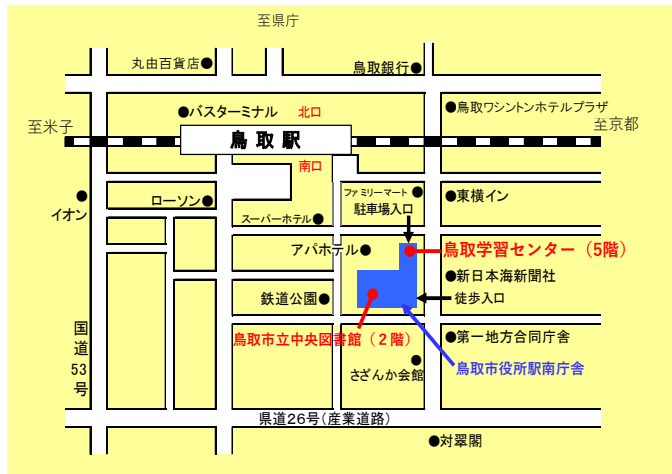 至県庁
丸由百貨店
鳥取銀行
バスターミナル
北口
鳥取ワシントンホテルプラザ
至米子
至京都
鳥取駅
南口
ファミリーマート
東横イン
駐車場入口
イオン
ローソン
スーパーホテル
アパホテル
鳥取学習センター（5階）
新日本海新聞社
鉄道公園
徒歩入口
国道53号
鳥取市立中央図書館（２階）
第一地方合同庁舎
さざんか会館
鳥取市役所駅南庁舎
県道26号(産業道路)
対翠閣